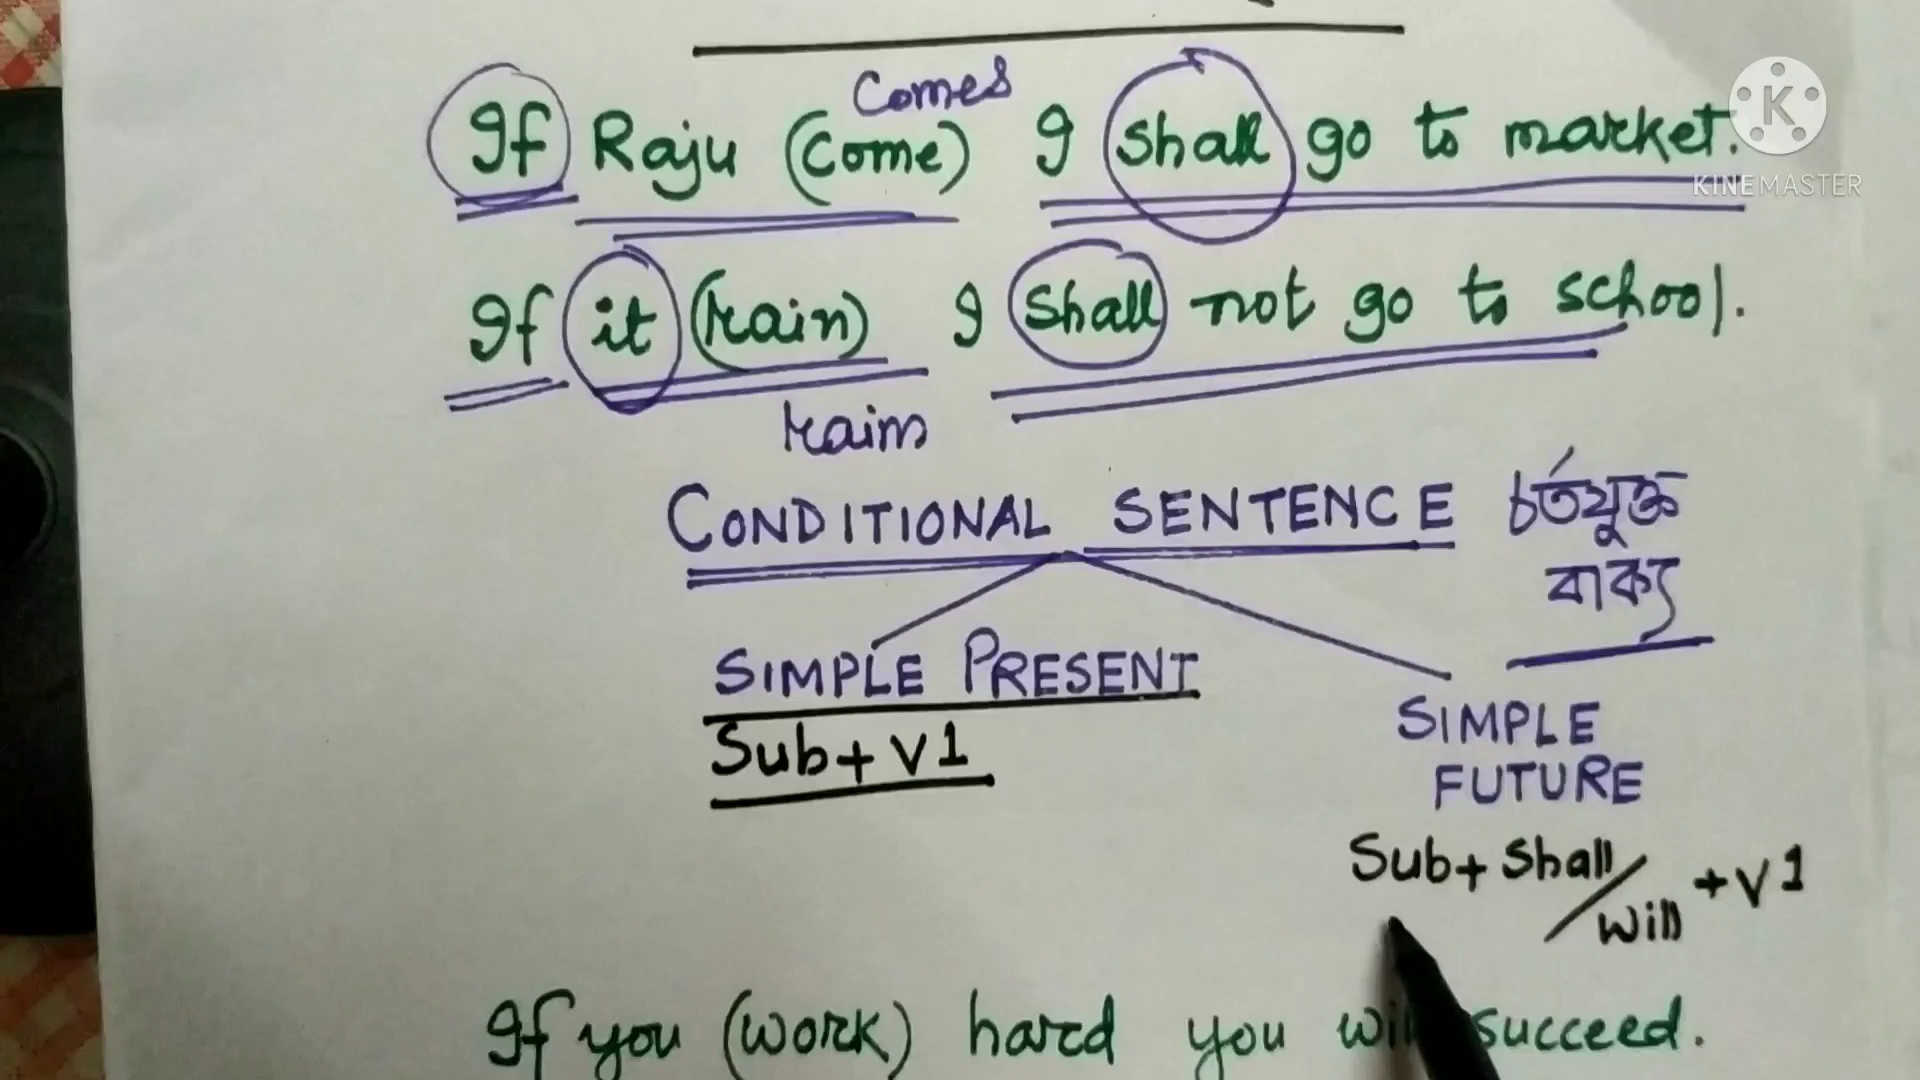 Comes
If Raju (come) I shall go to market.
K
KINEMASTER
If it (rain) I shall not go to school.
rains
CONDITIONAL SENTENCE
শর্তযুক্ত
বাক্য
SIMPLE PRESENT
Sub + V1
SIMPLE
FUTURE
Sub + Shall/will + V1
If you (work) hard you will succeed.